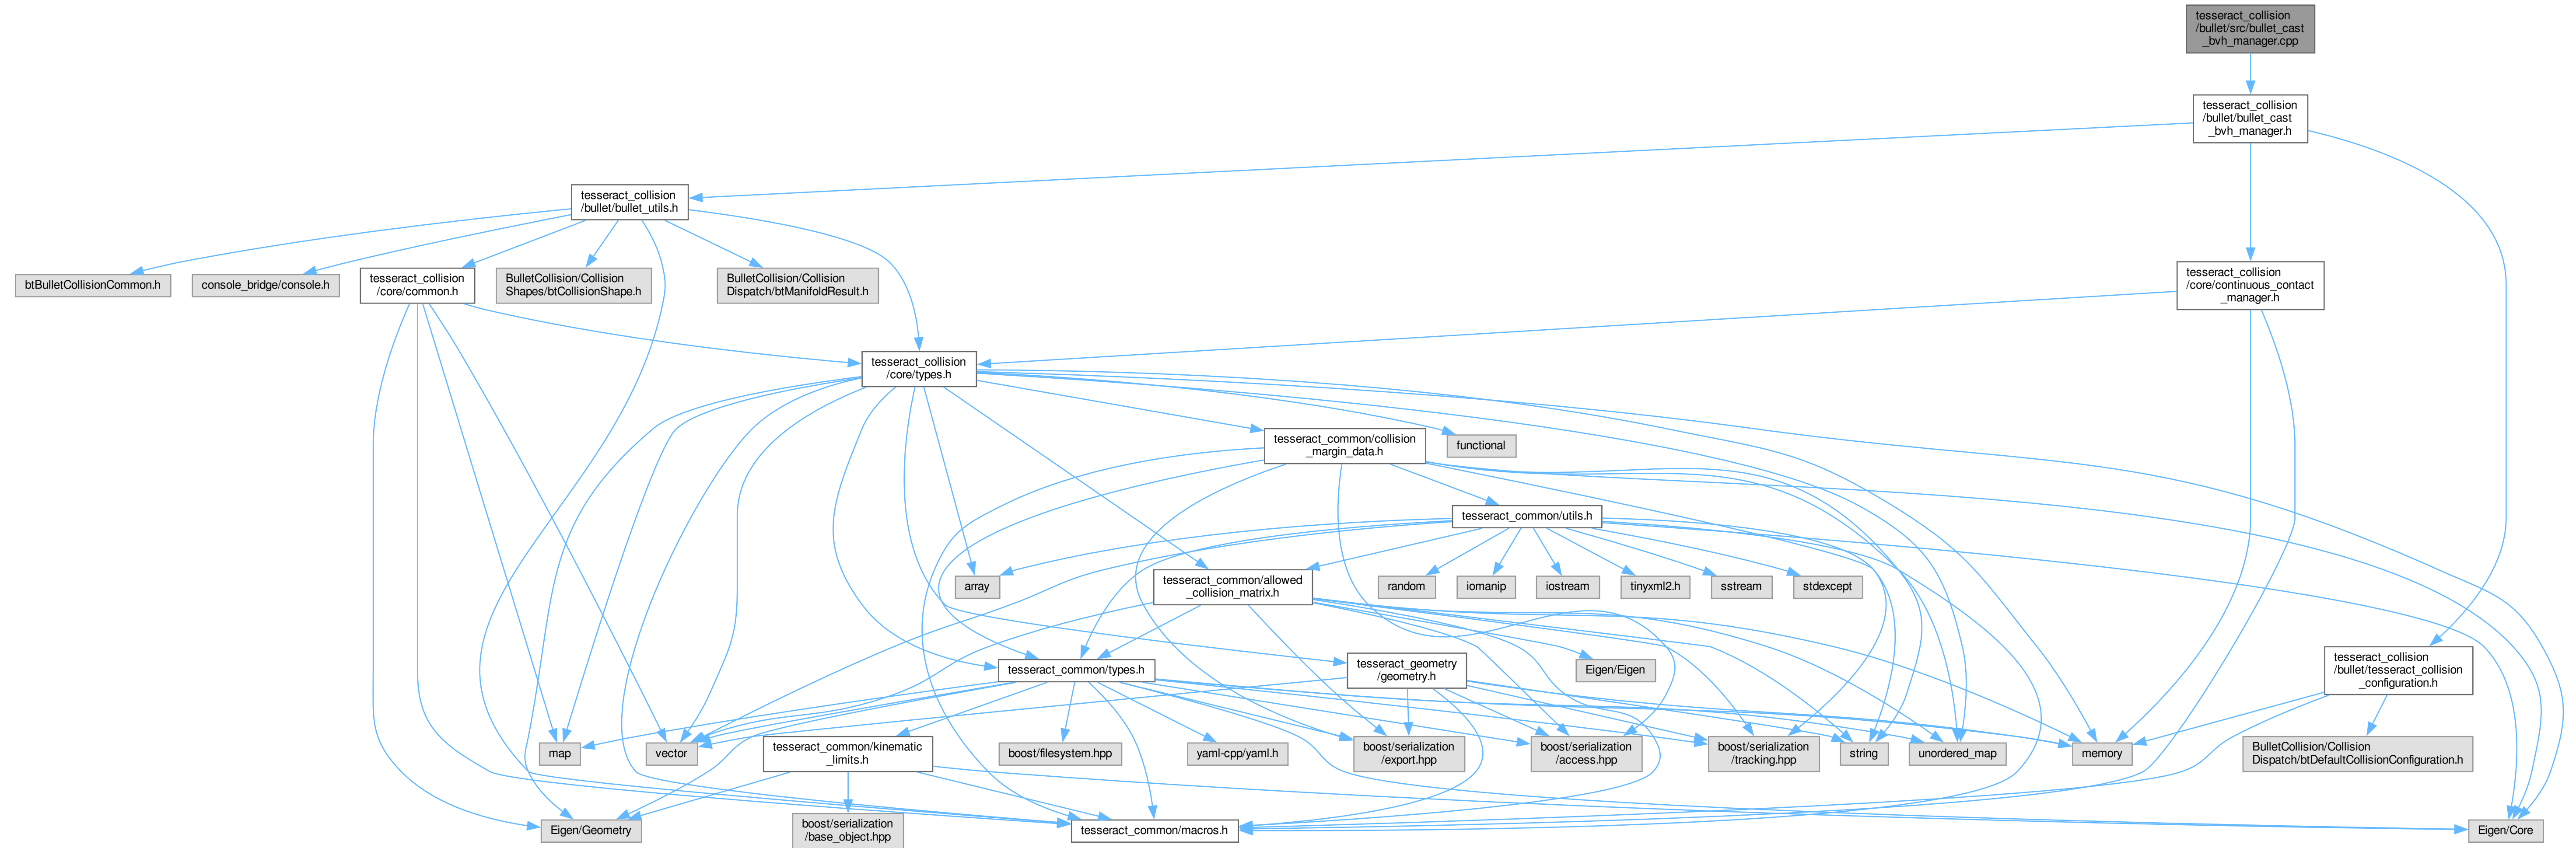 tesseract_collision
/bullet/src/bullet_cast
_bvh_manager.cpp
tesseract_collision
/bullet/bullet_cast
_bvh_manager.h
tesseract_collision
/bullet/bullet_utils.h
btBulletCollisionCommon.h
console_bridge/console.h
tesseract_collision
/core/common.h
BulletCollision/Collision
Shapes/btCollisionShape.h
BulletCollision/Collision
Dispatch/btManifoldResult.h
tesseract_collision
/core/continuous_contact
_manager.h
tesseract_collision
/core/types.h
tesseract_common/collision
_margin_data.h
functional
tesseract_common/utils.h
array
tesseract_common/allowed
_collision_matrix.h
random
iomanip
iostream
tinyxml2.h
sstream
stdexcept
tesseract_common/types.h
tesseract_geometry
/geometry.h
Eigen/Eigen
tesseract_collision
/bullet/tesseract_collision
_configuration.h
map
vector
tesseract_common/kinematic
_limits.h
boost/filesystem.hpp
yaml-cpp/yaml.h
boost/serialization
/export.hpp
boost/serialization
/access.hpp
boost/serialization
/tracking.hpp
string
unordered_map
memory
BulletCollision/Collision
Dispatch/btDefaultCollisionConfiguration.h
Eigen/Geometry
boost/serialization
/base_object.hpp
tesseract_common/macros.h
Eigen/Core